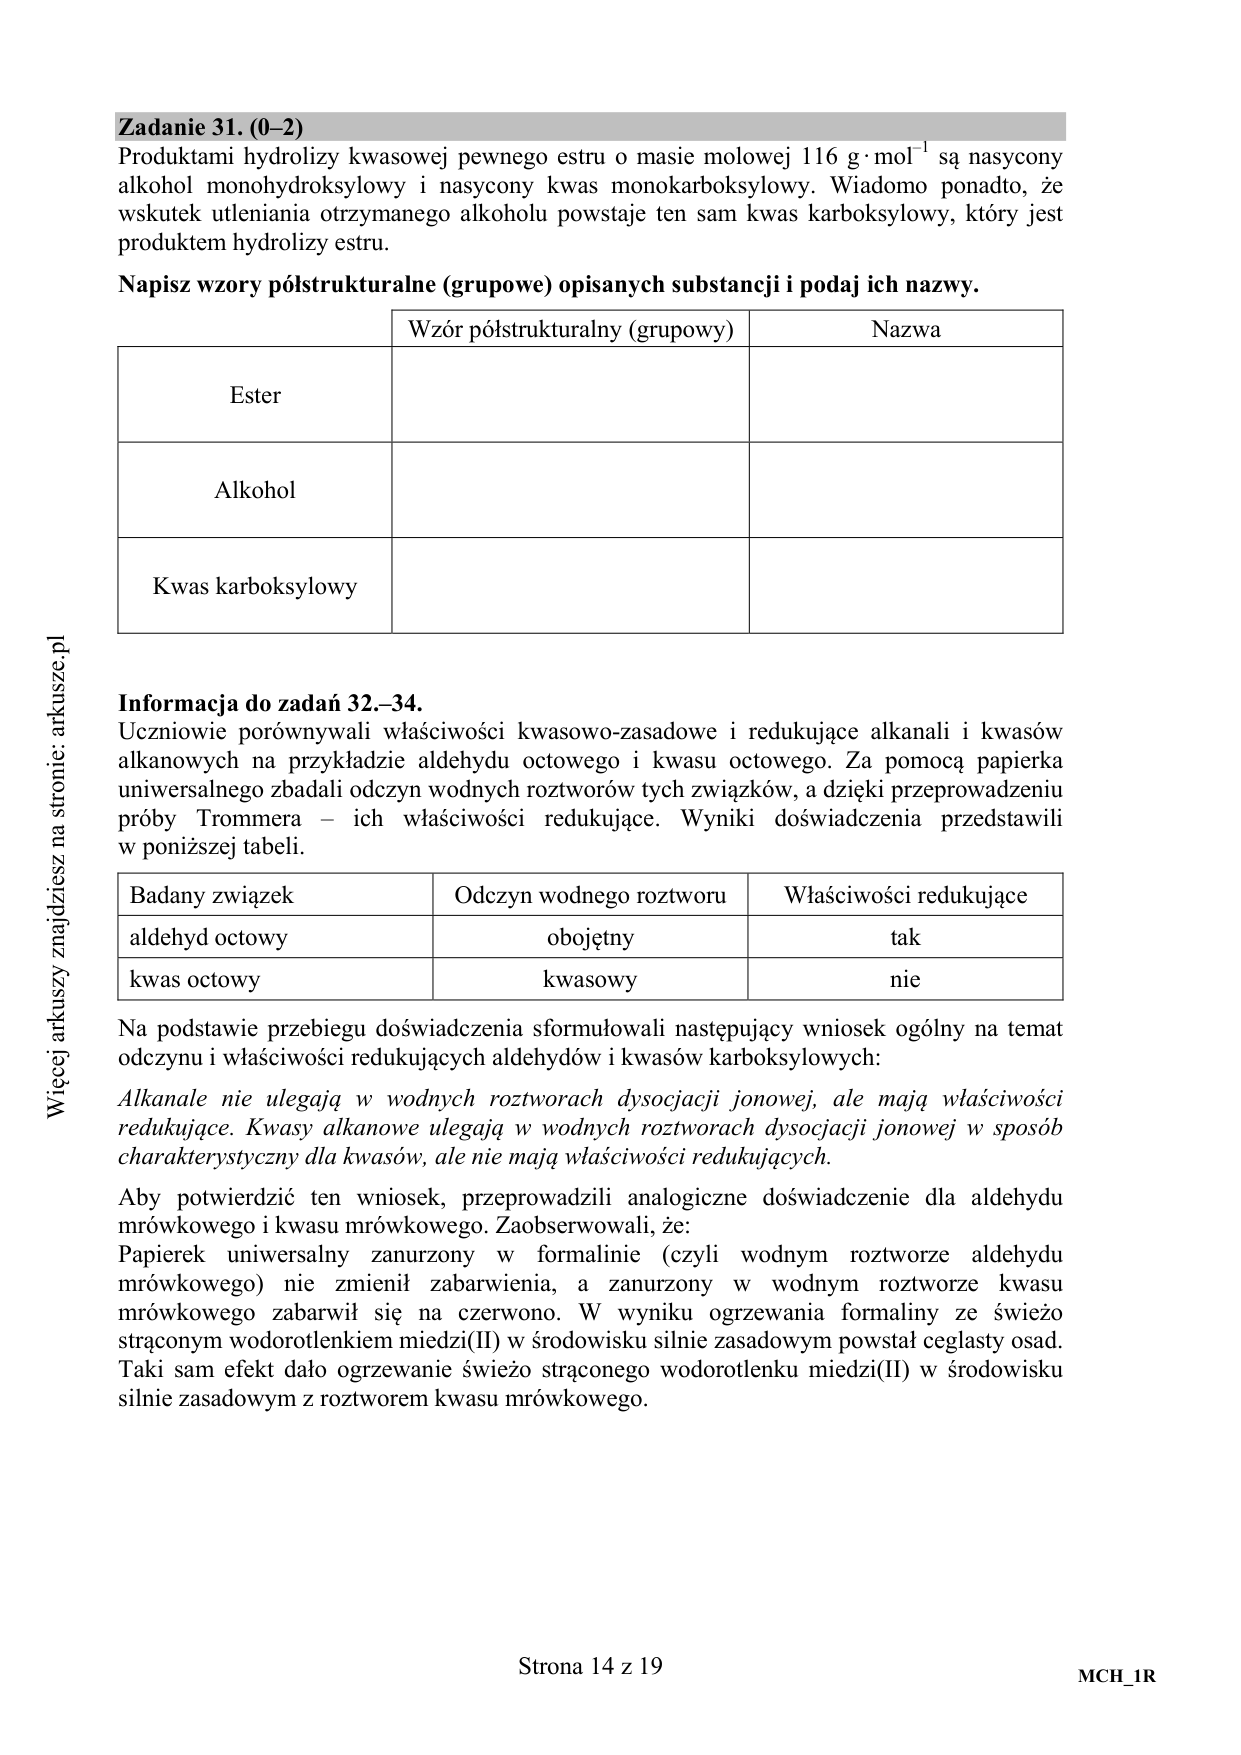 Zadanie 31. (0–2)
Produktami hydrolizy kwasowej pewnego estru o masie molowej 116 g·mol⁻¹ są nasycony
alkohol monohydroksylowy i nasycony kwas monokarboksylowy. Wiadomo ponadto, że
wskutek utleniania otrzymanego alkoholu powstaje ten sam kwas karboksylowy, który jest
produktem hydrolizy estru.
Napisz wzory półstrukturalne (grupowe) opisanych substancji i podaj ich nazwy.
Wzór półstrukturalny (grupowy) Nazwa
Ester
Alkohol
Kwas karboksylowy
Informacja do zadań 32.–34.
Uczniowie porównywali właściwości kwasowo-zasadowe i redukujące alkanali i kwasów
alkanowych na przykładzie aldehydu octowego i kwasu octowego. Za pomocą papierka
uniwersalnego zbadali odczyn wodnych roztworów tych związków, a dzięki przeprowadzeniu
próby Trommera – ich właściwości redukujące. Wyniki doświadczenia przedstawili
w poniższej tabeli.
Badany związek Odczyn wodnego roztworu Właściwości redukujące
aldehyd octowy obojętny tak
kwas octowy kwasowy nie
Na podstawie przebiegu doświadczenia sformułowali następujący wniosek ogólny na temat
odczynu i właściwości redukujących aldehydów i kwasów karboksylowych:
Alkanale nie ulegają w wodnych roztworach dysocjacji jonowej, ale mają właściwości
redukujące. Kwasy alkanowe ulegają w wodnych roztworach dysocjacji jonowej w sposób
charakterystyczny dla kwasów, ale nie mają właściwości redukujących.
Aby potwierdzić ten wniosek, przeprowadzili analogiczne doświadczenie dla aldehydu
mrówkowego i kwasu mrówkowego. Zaobserwowali, że:
Papierek uniwersalny zanurzony w formalinie (czyli wodnym roztworze aldehydu
mrówkowego) nie zmienił zabarwienia, a zanurzony w wodnym roztworze kwasu
mrówkowego zabarwił się na czerwono. W wyniku ogrzewania formaliny ze świeżo
strąconym wodorotlenkiem miedzi(II) w środowisku silnie zasadowym powstał ceglasty osad.
Taki sam efekt dało ogrzewanie świeżo strąconego wodorotlenku miedzi(II) w środowisku
silnie zasadowym z roztworem kwasu mrówkowego.
Więcej arkuszy znajdziesz na stronie: arkusze.pl
Strona 14 z 19
MCH_1R